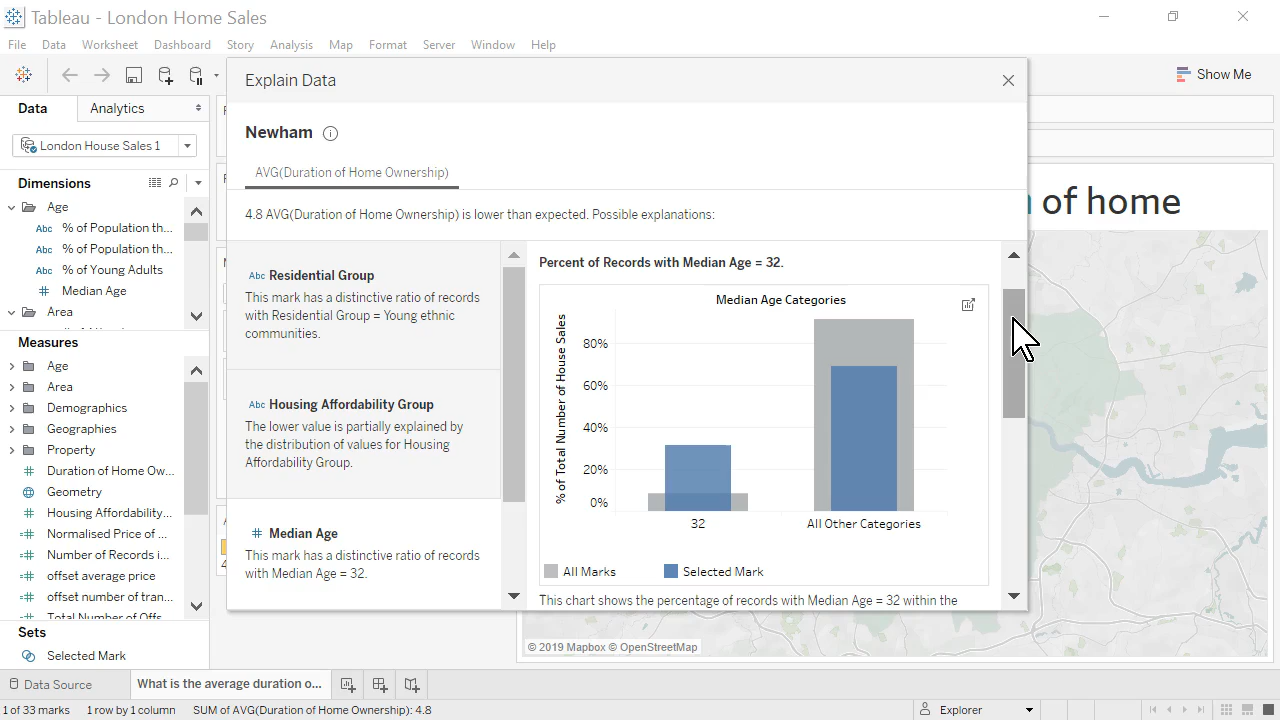 Tableau - London Home Sales
File Data Worksheet Dashboard Story Analysis Map Format Server Window Help
Show Me
Data Analytics
London House Sales 1
Dimensions
Age
Abc % of Population th...
Abc % of Population th...
Abc % of Young Adults
Median Age
Area
Measures
Age
Area
Demographics
Geographies
Property
Duration of Home Ow...
Geometry
Housing Affordability...
Normalised Price of ...
Number of Records i...
offset average price
offset number of tran...
Total Number of Offs...
Sets
Selected Mark
Explain Data
Newham
AVG(Duration of Home Ownership)
4.8 AVG(Duration of Home Ownership) is lower than expected. Possible explanations:
Abc Residential Group
This mark has a distinctive ratio of records
with Residential Group = Young ethnic
communities.
Abc Housing Affordability Group
The lower value is partially explained by
the distribution of values for Housing
Affordability Group.
Median Age
This mark has a distinctive ratio of records
with Median Age = 32.
Percent of Records with Median Age = 32.
Median Age Categories
% of Total Number of House Sales
80%
60%
40%
20%
0%
32 All Other Categories
All Marks Selected Mark
This chart shows the percentage of records with Median Age = 32 within the
of home
© 2019 Mapbox © OpenStreetMap
Data Source What is the average duration o...
1 of 33 marks 1 row by 1 column SUM of AVG(Duration of Home Ownership): 4.8
Explorer